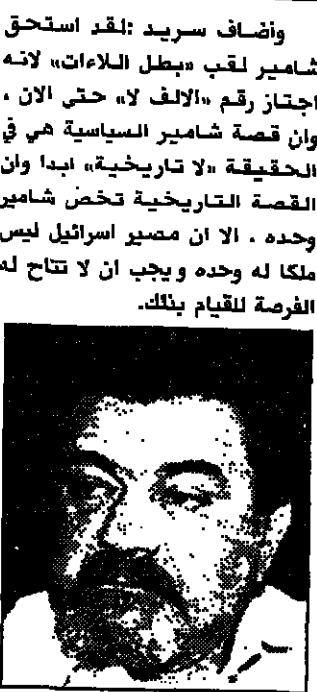 وأضاف سريد :لقد استحق
شامير لقب «بطل اللاءات» لانه
اجتاز رقم «الالف لا» حتى الان .
وان قصة شامير السياسية هي في
الحقيقة «لا تاريخية» ابدا وان
القصة التاريخية تخص شامير
وحده . الا ان مصير اسرائيل ليس
ملكا له وحده ويجب ان لا تتاح له
الفرصة للقيام بذلك.